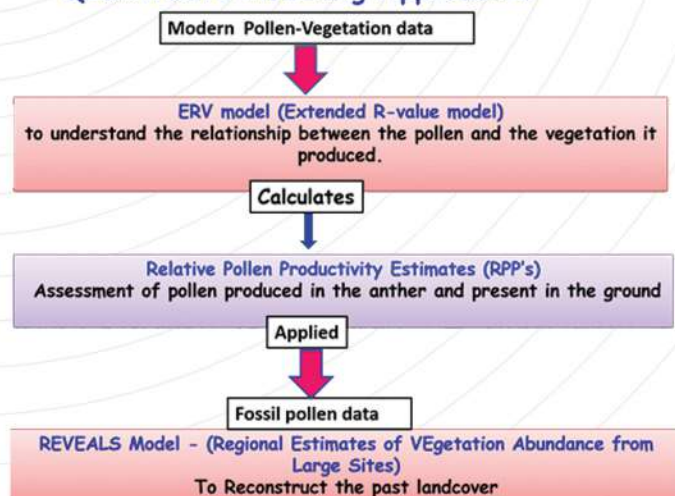 Modern Pollen-Vegetation data
ERV model (Extended R-value model)
to understand the relationship between the pollen and the vegetation it
produced.
Calculates
Relative Pollen Productivity Estimates (RPP's)
Assessment of pollen produced in the anther and present in the ground
Applied
Fossil pollen data
REVEALS Model - (Regional Estimates of VEgetation Abundance from
Large Sites)
To Reconstruct the past landcover